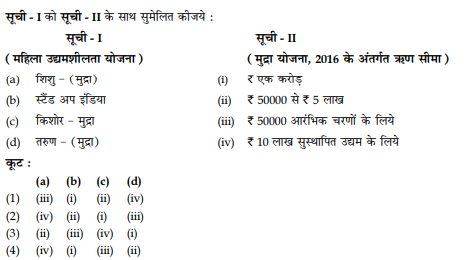 सूची - I को सूची - II के साथ सुमेलित कीजये :
सूची - I सूची - II
( महिला उद्यमशीलता योजना ) ( मुद्रा योजना, 2016 के अंतर्गत ऋण सीमा )
(a) शिशु – (मुद्रा) (i) ₹ एक करोड़
(b) स्टैंड अप इंडिया (ii) ₹ 50000 से ₹ 5 लाख
(c) किशोर – मुद्रा (iii) ₹ 50000 आरंभिक चरणों के लिये
(d) तरुण – (मुद्रा) (iv) ₹ 10 लाख सुस्थापित उद्यम के लिये
कूट :
(a) (b) (c) (d)
(1) (iii) (i) (ii) (iv)
(2) (iv) (ii) (i) (iii)
(3) (ii) (iii) (iv) (i)
(4) (iv) (i) (iii) (ii)